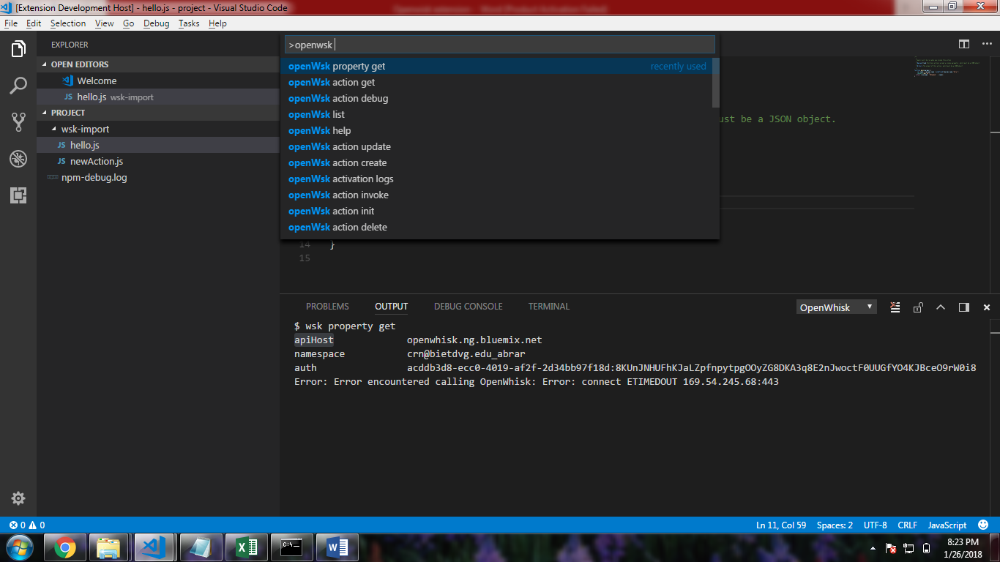 [Extension Development Host] - hello.js - project - Visual Studio Code
File Edit Selection View Go Debug Tasks Help
EXPLORER
OPEN EDITORS
Welcome
hello.js wsk-import
PROJECT
wsk-import
hello.js
newAction.js
npm-debug.log
>openwsk
openWsk property get recently used
openWsk action get
openWsk action debug
openWsk list
openWsk help
openWsk action update
openWsk action create
openWsk activation logs
openWsk action invoke
openWsk action init
openWsk action delete
ust be a JSON object.
14 }
15
PROBLEMS OUTPUT DEBUG CONSOLE TERMINAL OpenWhisk
$ wsk property get
apiHost openwhisk.ng.bluemix.net
namespace crn@bietdvg.edu_abrar
auth acddb3d8-ecc0-4019-af2f-2d34bb97f18d:8KUnJNHUFhKJaLZpfnpytpgOOyZG8DKA3q8E2nJwoctF0UUGfYO4KJBceO9rW0i8
Error: Error encountered calling OpenWhisk: Error: connect ETIMEDOUT 169.54.245.68:443
0 0 Ln 11, Col 59 Spaces: 2 UTF-8 CRLF JavaScript
8:23 PM
1/26/2018